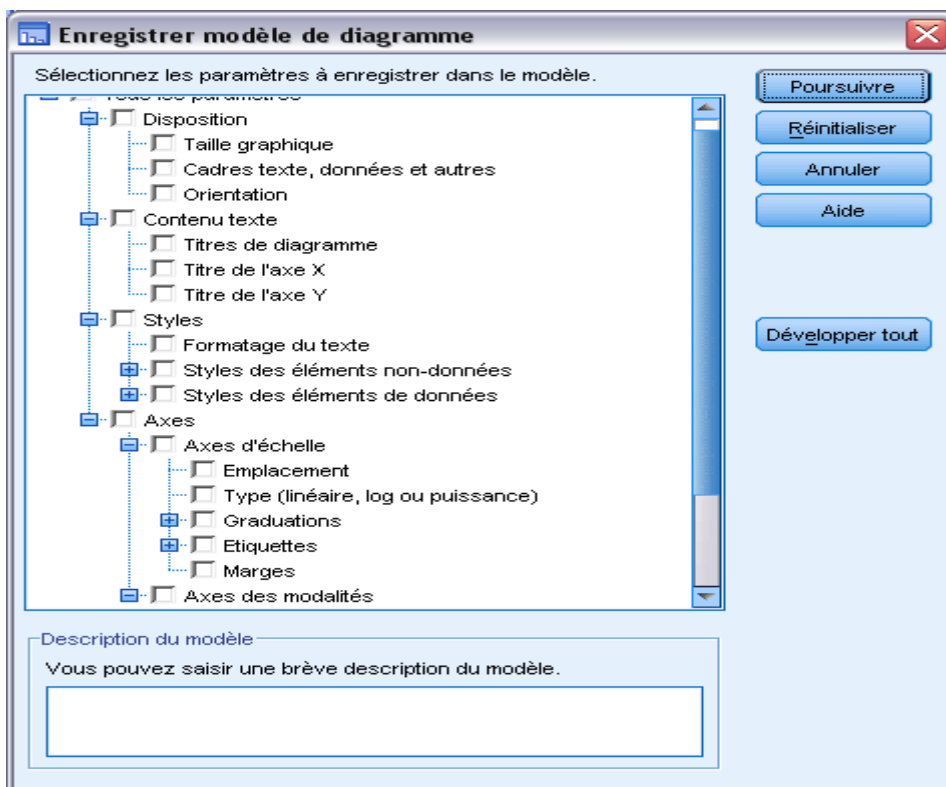 Enregistrer modèle de diagramme
Sélectionnez les paramètres à enregistrer dans le modèle.
Tous les paramètres
Disposition
Taille graphique
Cadres texte, données et autres
Orientation
Contenu texte
Titres de diagramme
Titre de l'axe X
Titre de l'axe Y
Styles
Formatage du texte
Styles des éléments non-données
Styles des éléments de données
Axes
Axes d'échelle
Emplacement
Type (linéaire, log ou puissance)
Graduations
Etiquettes
Marges
Axes des modalités
Poursuivre
Réinitialiser
Annuler
Aide
Développer tout
Description du modèle
Vous pouvez saisir une brève description du modèle.